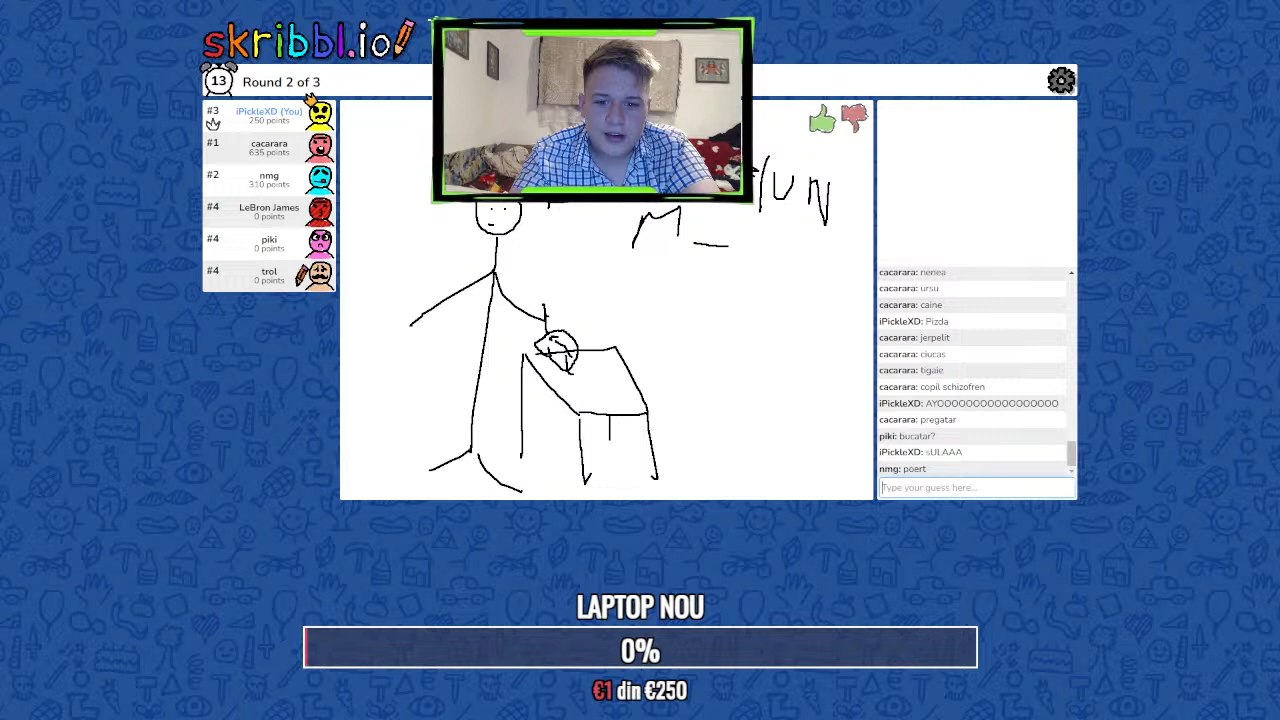 skribbl.io
13
Round 2 of 3
#3 iPickleXD (You)
250 points
#1 cacarara
635 points
#2 nmg
310 points
#4 LeBron James
0 points
#4 piki
0 points
#4 trol
0 points
cacarara: nenea
cacarara: ursu
cacarara: caine
iPickleXD: Pizda
cacarara: jerpelit
cacarara: ciucas
cacarara: tigaie
cacarara: copil schizofren
iPickleXD: AYOOOOOOOOOOOOOOOOO
cacarara: pregatar
piki: bucatar?
iPickleXD: sULAAA
nmg: poert
Type your guess here...
UN
M_
LAPTOP NOU
0%
€1 din €250